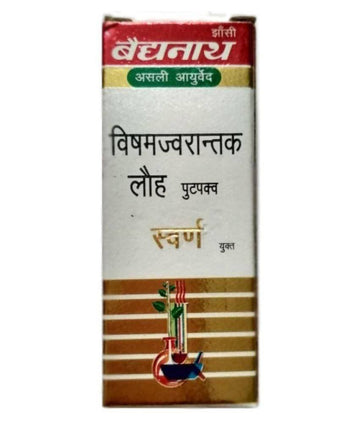 झाँसी
बैद्यनाथ
असली आयुर्वेद
विषमज्वरान्तक
लौह पुटपक्व
स्वर्ण युक्त